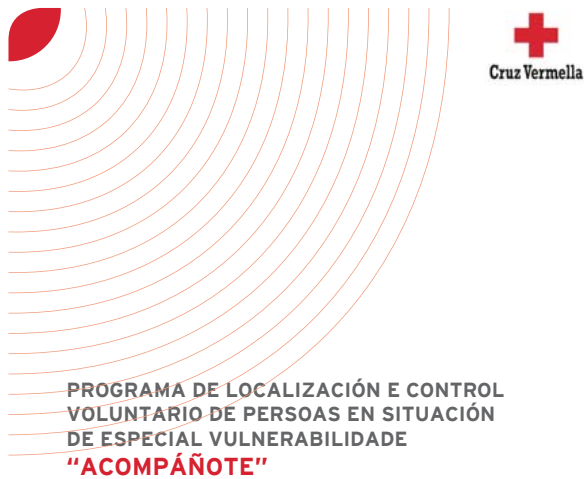 Cruz Vermella
PROGRAMA DE LOCALIZACIÓN E CONTROL
VOLUNTARIO DE PERSOAS EN SITUACIÓN
DE ESPECIAL VULNERABILIDADE
“ACOMPÁÑOTE”